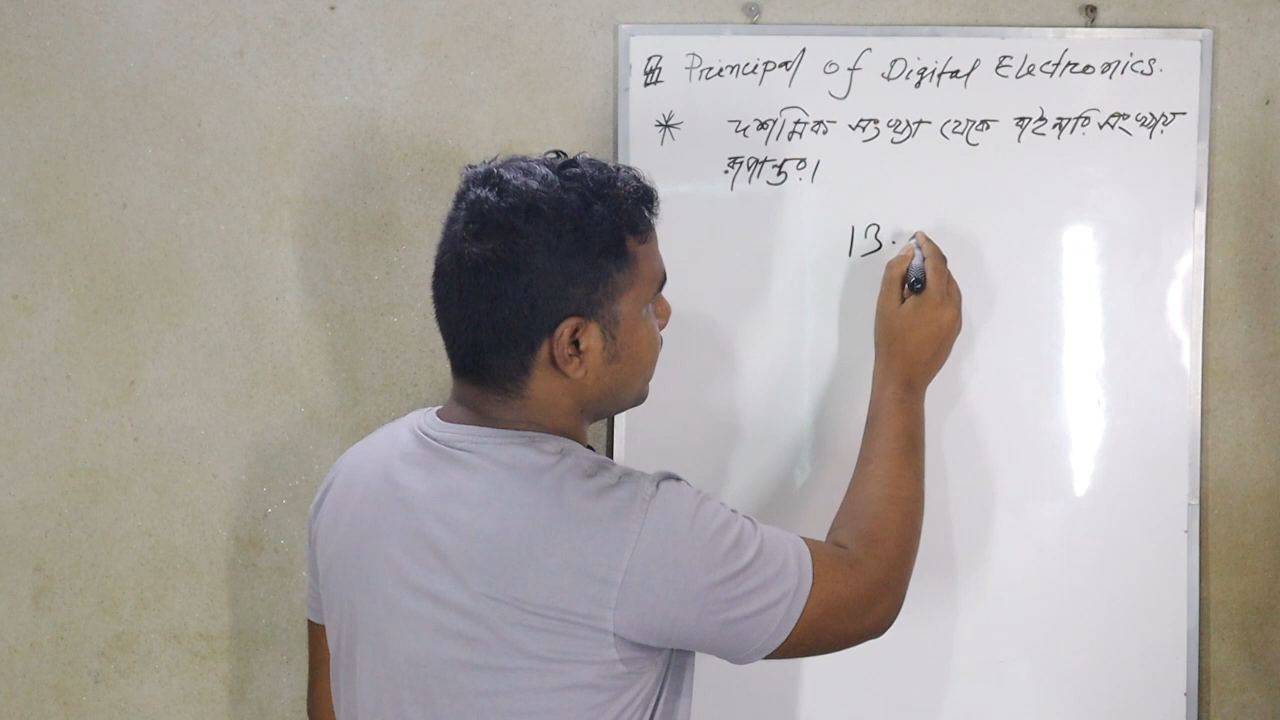 Principal of Digital Electronics.
* দশমিক সংখ্যা থেকে বাইনারি সংখ্যায়
রূপান্তর।
13.